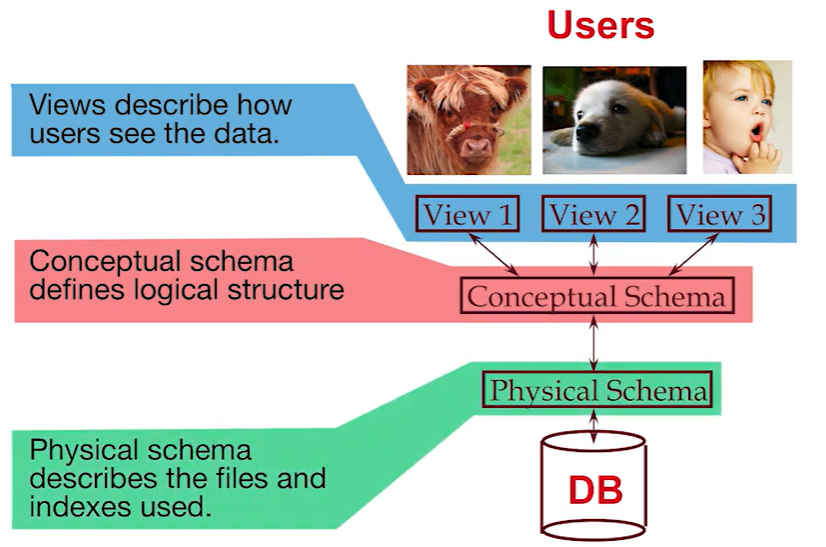 Users
Views describe how
users see the data.
View 1 View 2 View 3
Conceptual schema
defines logical structure
Conceptual Schema
Physical Schema
Physical schema
describes the files and
indexes used.
DB